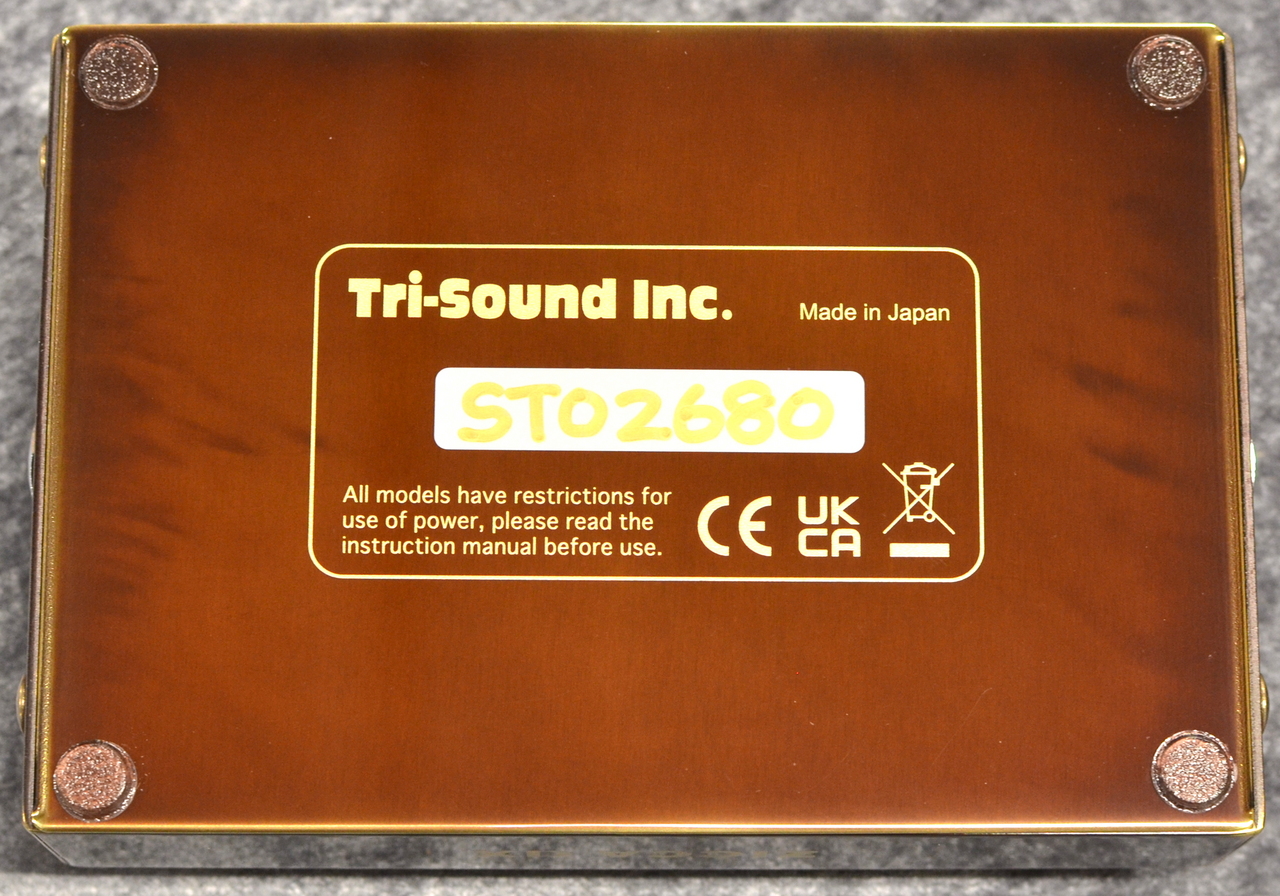 Tri-Sound Inc.
Made in Japan
STO2680
All models have restrictions for
use of power, please read the
instruction manual before use.
CE
UK
CA